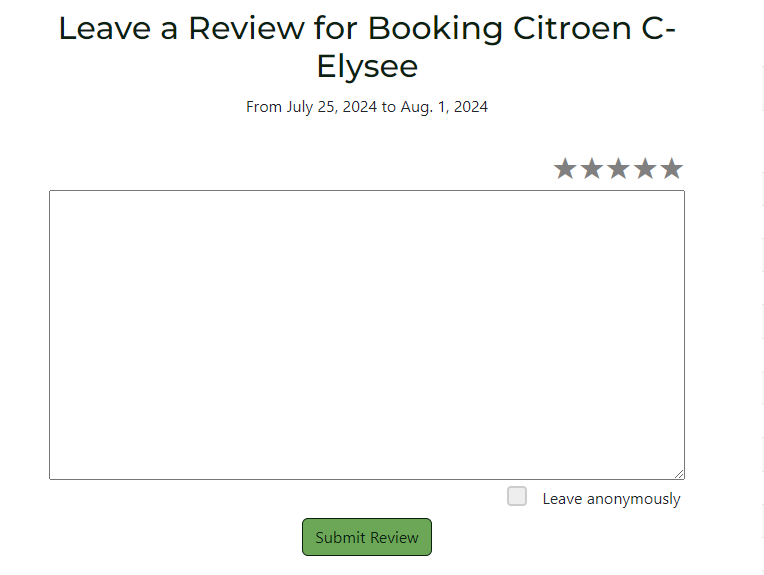 Leave a Review for Booking Citroen C-
Elysee
From July 25, 2024 to Aug. 1, 2024
Leave anonymously
Submit Review